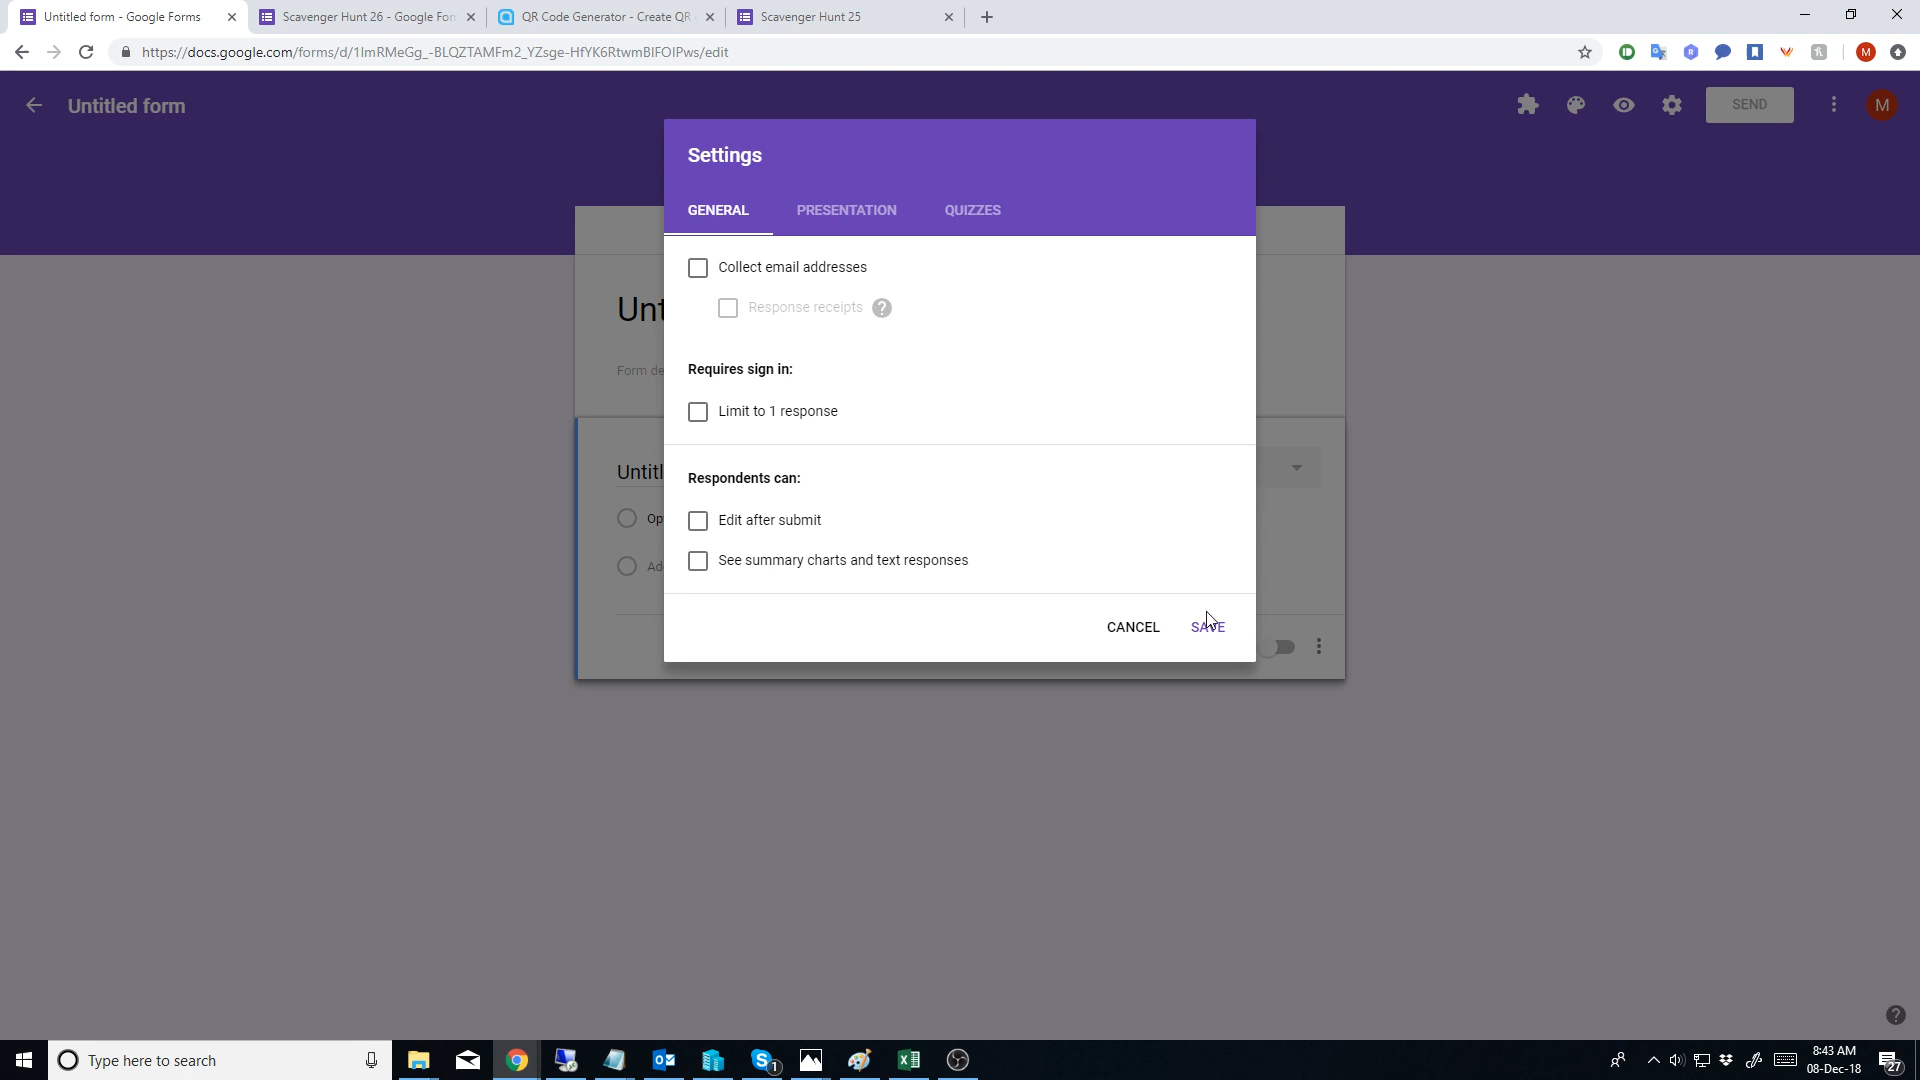 Untitled form - Google Forms
Scavenger Hunt 26 - Google For
QR Code Generator - Create QR
Scavenger Hunt 25
https://docs.google.com/forms/d/1ImRMeGg_-BLQZTAMFm2_YZsge-HfYK6RtwmBIFOIPws/edit
Untitled form
SEND
M
Settings
GENERAL
PRESENTATION
QUIZZES
Collect email addresses
Response receipts
Requires sign in:
Limit to 1 response
Respondents can:
Edit after submit
See summary charts and text responses
CANCEL
SAVE
Unt
Form de
Untitl
Op
Ad
Type here to search
8:43 AM
08-Dec-18
27